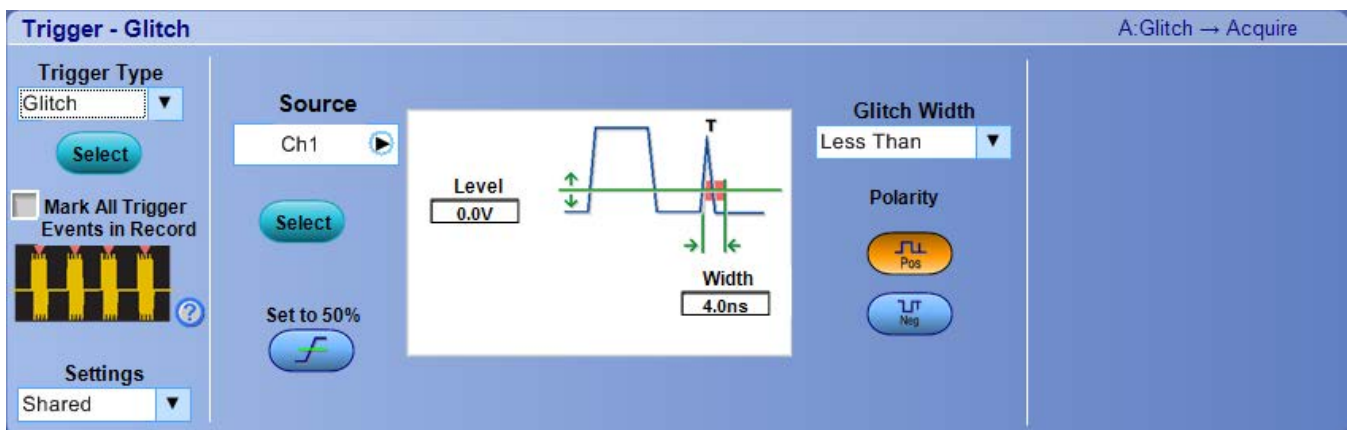 Trigger - Glitch
A:Glitch → Acquire
Trigger Type
Glitch
Select
Mark All Trigger
Events in Record
Settings
Shared
Source
Ch1
Select
Set to 50%
Level
0.0V
T
Width
4.0ns
Glitch Width
Less Than
Polarity
Pos
Neg